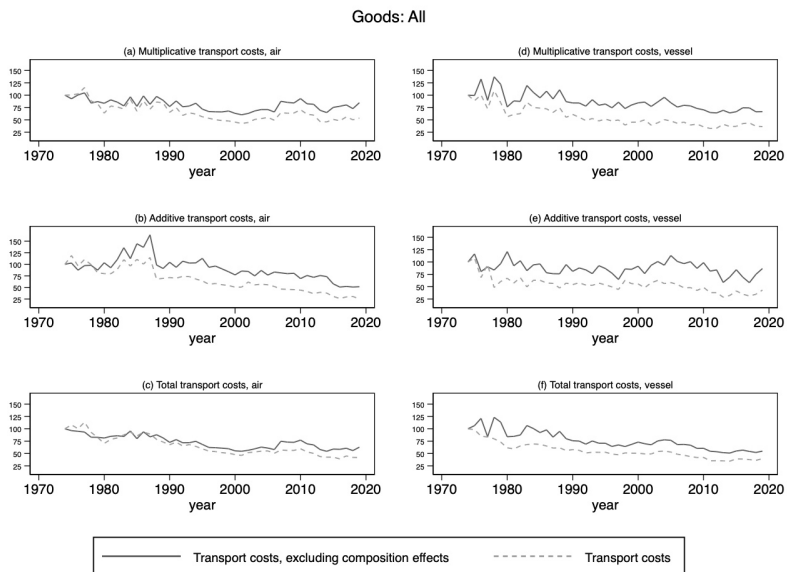 Goods: All
(a) Multiplicative transport costs, air
150
125
100
75
50
25
1970 1980 1990 2000 2010 2020
year
(d) Multiplicative transport costs, vessel
150
125
100
75
50
25
1970 1980 1990 2000 2010 2020
year
(b) Additive transport costs, air
150
125
100
75
50
25
1970 1980 1990 2000 2010 2020
year
(e) Additive transport costs, vessel
150
125
100
75
50
25
1970 1980 1990 2000 2010 2020
year
(c) Total transport costs, air
150
125
100
75
50
25
1970 1980 1990 2000 2010 2020
year
(f) Total transport costs, vessel
150
125
100
75
50
25
1970 1980 1990 2000 2010 2020
year
Transport costs, excluding composition effects
Transport costs